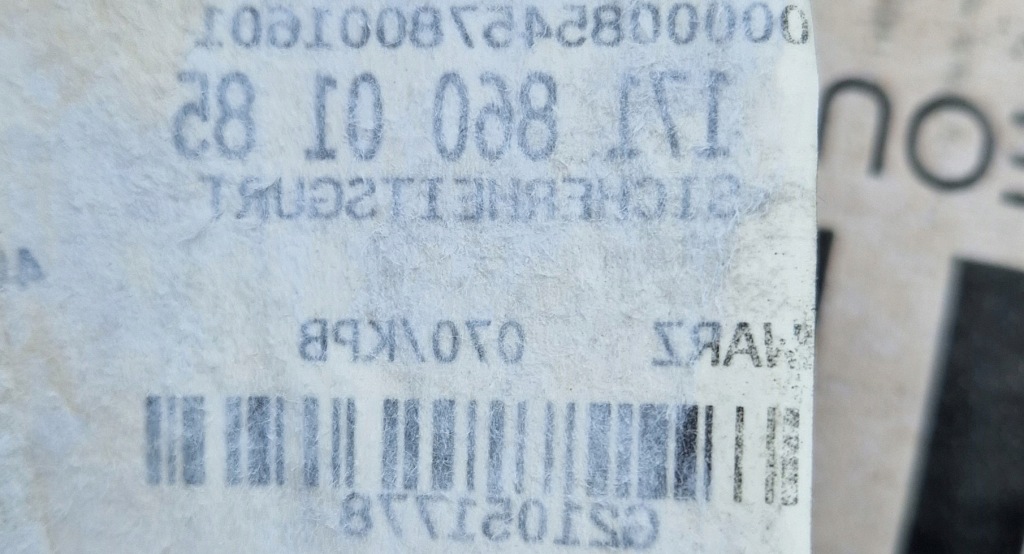 00000854578001601
171 860 01 85
SICHERHEITSGURT
WARZ 070/KPB
G21051778